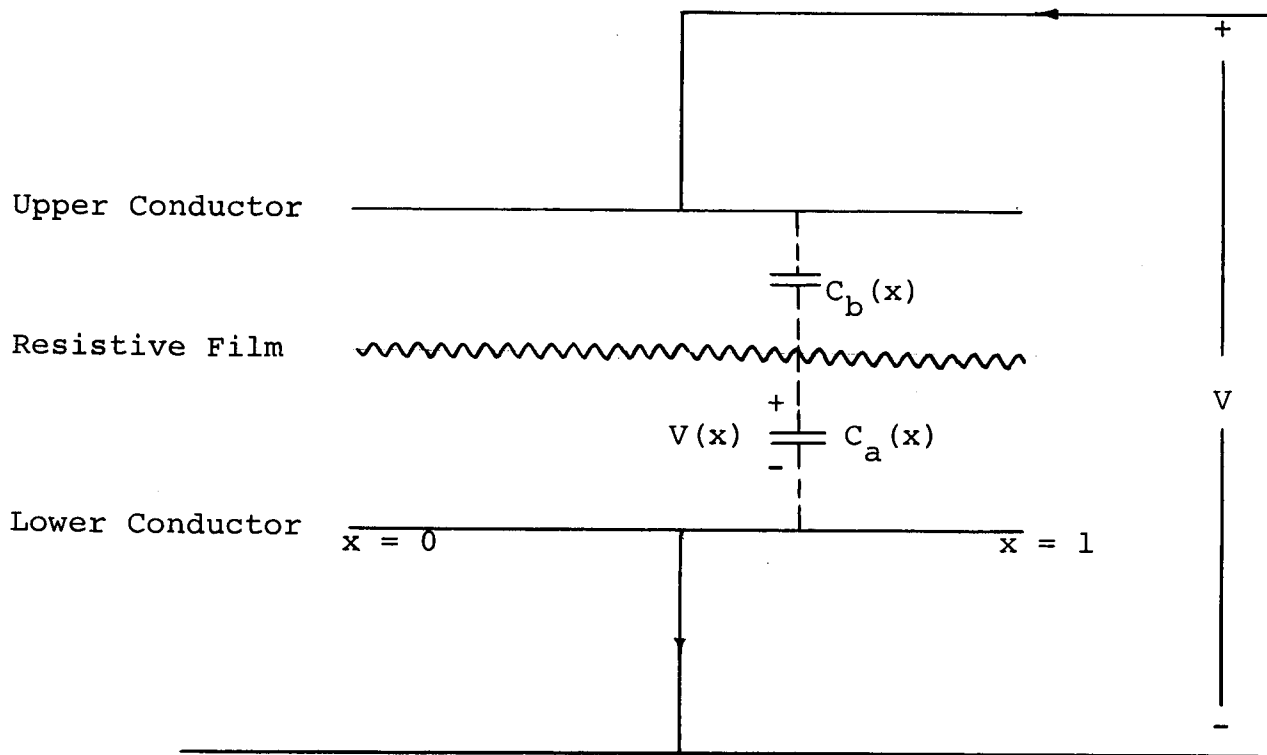 +
Upper Conductor
C_b(x)
Resistive Film
+
V
V(x)
C_a(x)
-
Lower Conductor
x = 0
x = 1
-